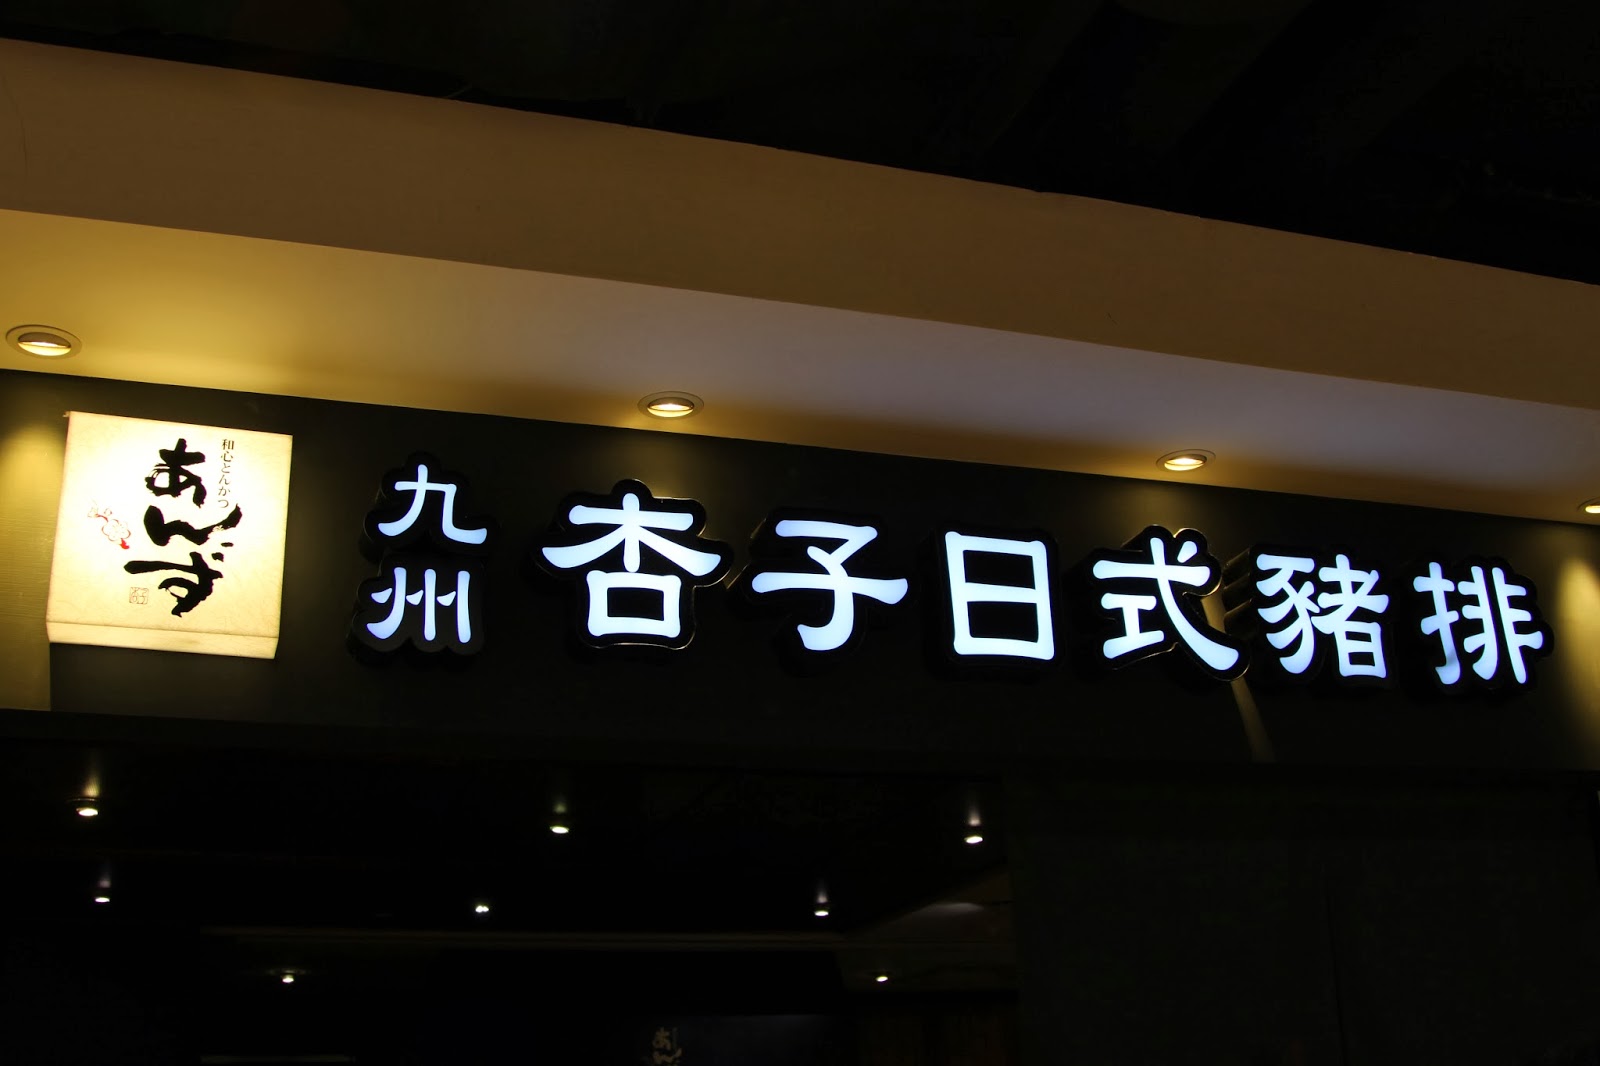 和心とんかつ
あんず
九州
杏子日式豬排